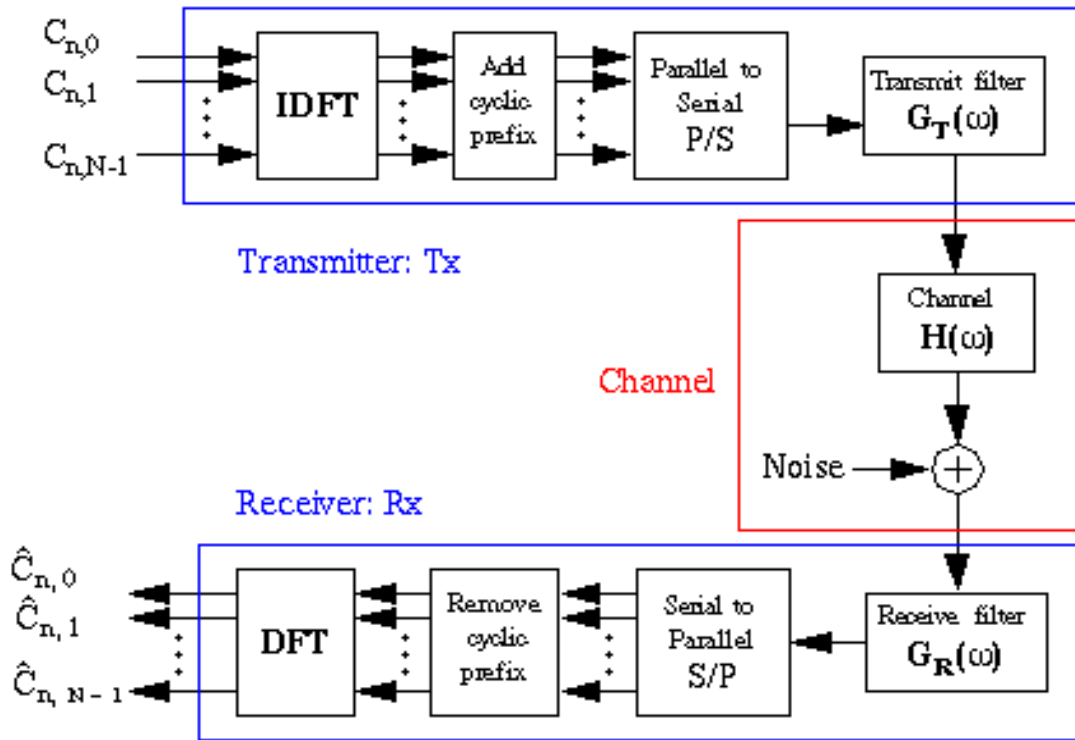 C_{n,0}
C_{n,1}
C_{n,N-1}
IDFT
Add
cyclic
prefix
Parallel to
Serial
P/S
Transmit filter
G_T(ω)
Transmitter: Tx
Channel
H(ω)
Channel
Noise
+
Receiver: Rx
Ĉ_{n, 0}
Ĉ_{n, 1}
Ĉ_{n, N - 1}
DFT
Remove
cyclic
prefix
Serial to
Parallel
S/P
Receive filter
G_R(ω)